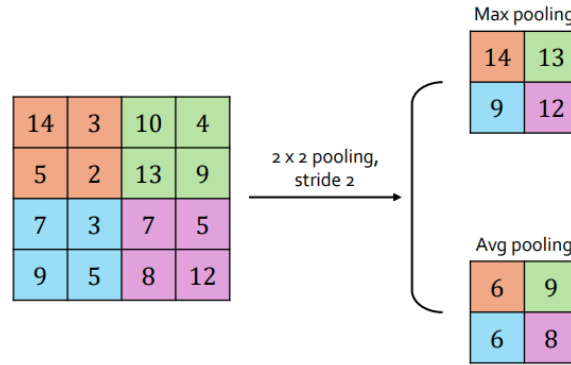 Max pooling
14 13
9 12
14 3 10 4
5 2 13 9
7 3 7 5
9 5 8 12
2 x 2 pooling,
stride 2
Avg pooling
6 9
6 8